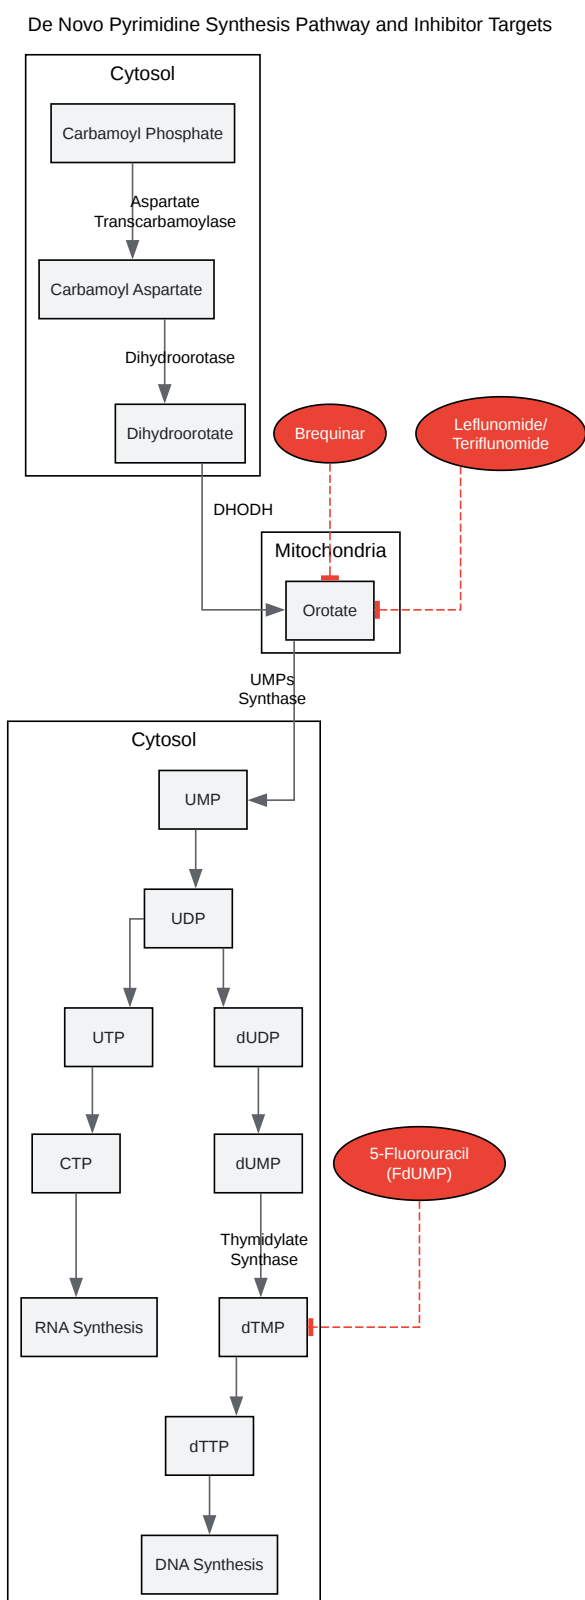 De Novo Pyrimidine Synthesis Pathway and Inhibitor Targets
Cytosol
Carbamoyl Phosphate
Aspartate
Transcarbamoylase
Carbamoyl Aspartate
Dihydroorotase
Dihydroorotate
Brequinar
Leflunomide/
Teriflunomide
DHODH
Mitochondria
Orotate
UMPs
Synthase
Cytosol
UMP
UDP
UTP
dUDP
CTP
dUMP
5-Fluorouracil
(FdUMP)
Thymidylate
Synthase
RNA Synthesis
dTMP
dTTP
DNA Synthesis